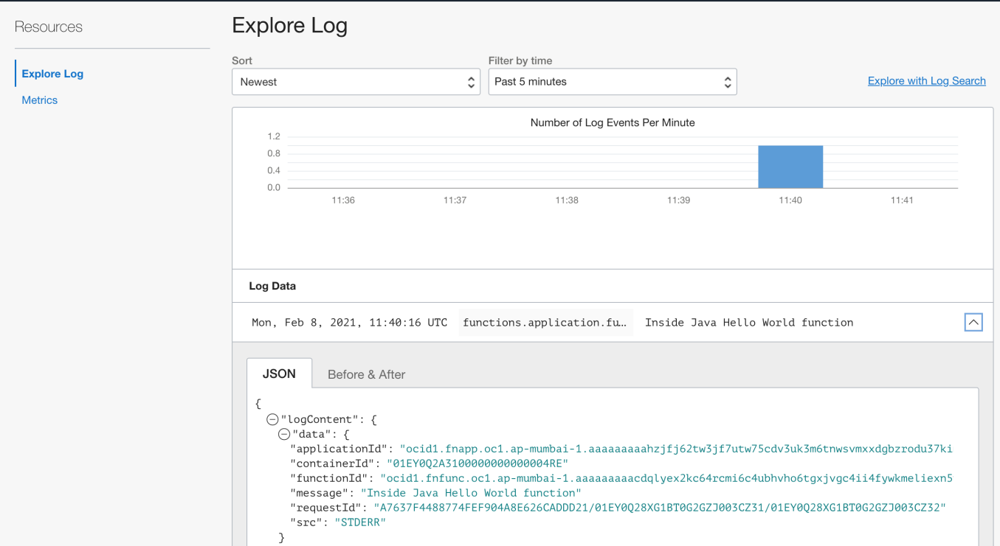 Resources
Explore Log
Metrics
Explore Log
Sort
Filter by time
Newest
Past 5 minutes
Explore with Log Search
Number of Log Events Per Minute
1.2
0.8
0.4
0.0
11:36 11:37 11:38 11:39 11:40 11:41
Log Data
Mon, Feb 8, 2021, 11:40:16 UTC functions.application.fu… Inside Java Hello World function
JSON Before & After
{
"logContent": {
"data": {
"applicationId": "ocid1.fnapp.oc1.ap-mumbai-1.aaaaaaaaahzjfj62tw3jf7utw75cdv3uk3m6tnwsvmxxdgbzrodu37ki
"containerId": "01EY0Q2A3100000000000004RE"
"functionId": "ocid1.fnfunc.oc1.ap-mumbai-1.aaaaaaaaacdqlyex2kc64rcmi6c4ubhvho6tgxjvgc4ii4fywkmeliexn5
"message": "Inside Java Hello World function"
"requestId": "A7637F4488774FEF904A8E626CADDD21/01EY0Q28XG1BT0G2GZJ003CZ31/01EY0Q28XG1BT0G2GZJ003CZ32"
"src": "STDERR"
}